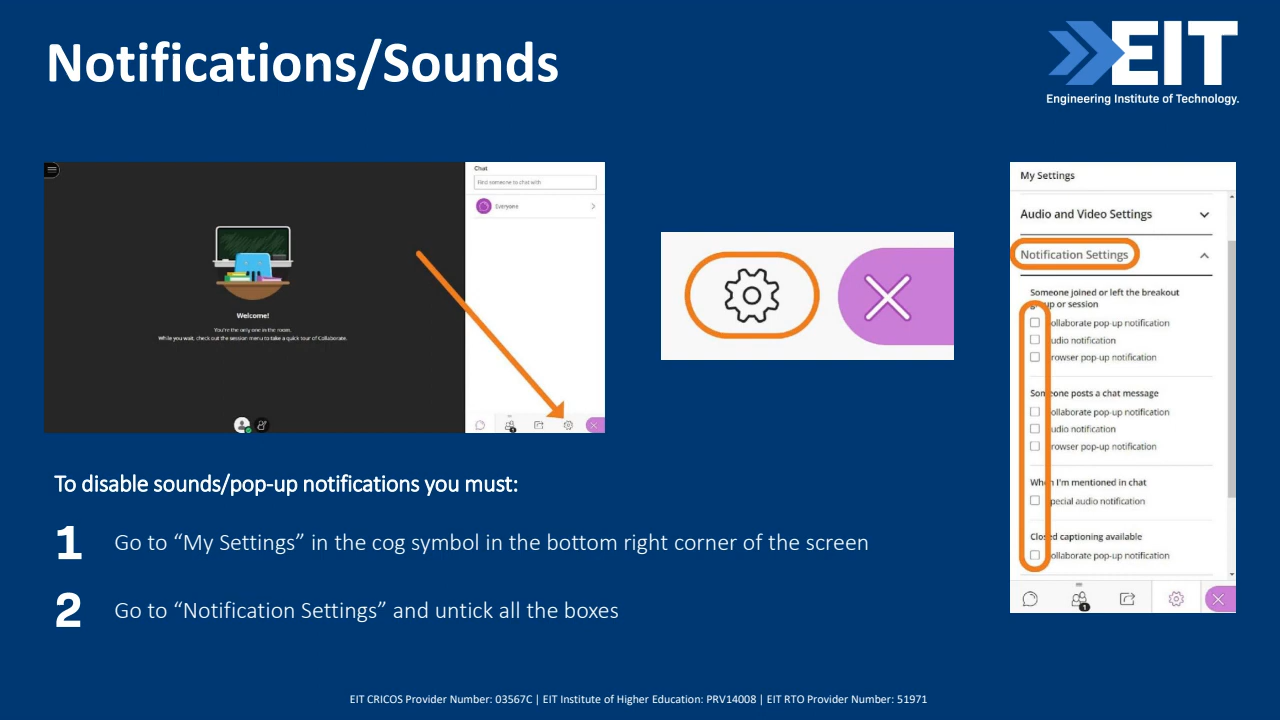 Notifications/Sounds
EIT
Engineering Institute of Technology.
Chat
Find someone to chat with
Everyone
Welcome!
You're the only one in the room.
While you wait, check out the session menu to take a quick tour of Collaborate.
1
My Settings
Audio and Video Settings
Notification Settings
Someone joined or left the breakout
group or session
ollaborate pop-up notification
udio notification
rowser pop-up notification
Someone posts a chat message
ollaborate pop-up notification
udio notification
rowser pop-up notification
When I'm mentioned in chat
pecial audio notification
Closed captioning available
ollaborate pop-up notification
1
To disable sounds/pop-up notifications you must:
1 Go to “My Settings” in the cog symbol in the bottom right corner of the screen
2 Go to “Notification Settings” and untick all the boxes
EIT CRICOS Provider Number: 03567C | EIT Institute of Higher Education: PRV14008 | EIT RTO Provider Number: 51971